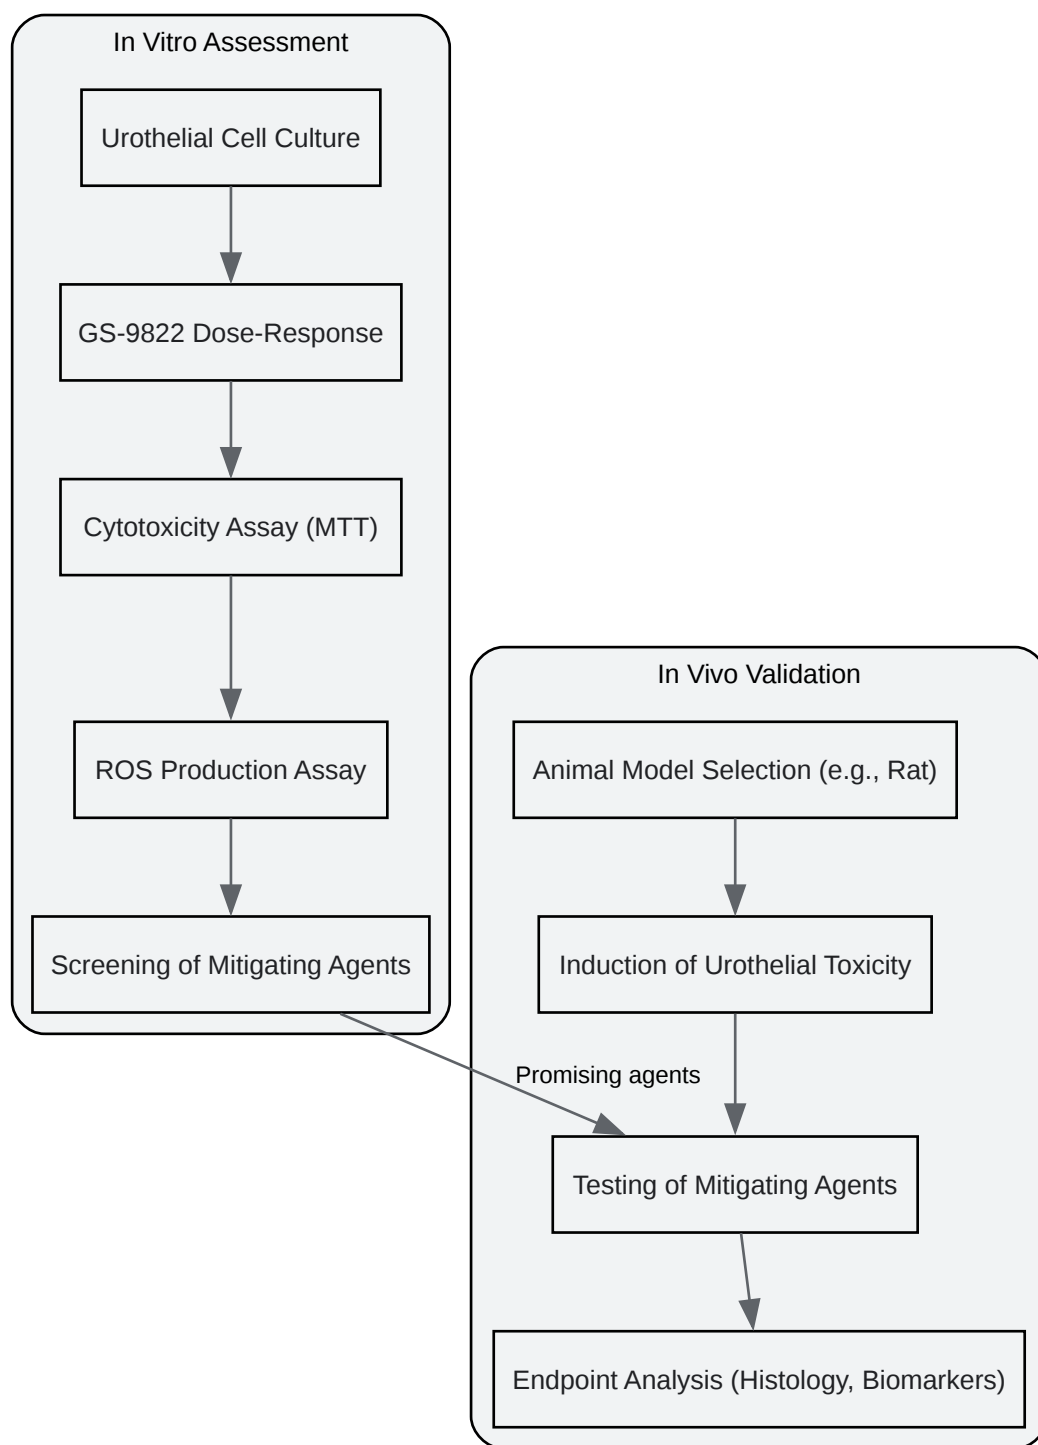 In Vitro Assessment
Urothelial Cell Culture
GS-9822 Dose-Response
Cytotoxicity Assay (MTT)
ROS Production Assay
Screening of Mitigating Agents
In Vivo Validation
Animal Model Selection (e.g., Rat)
Induction of Urothelial Toxicity
Promising agents
Testing of Mitigating Agents
Endpoint Analysis (Histology, Biomarkers)